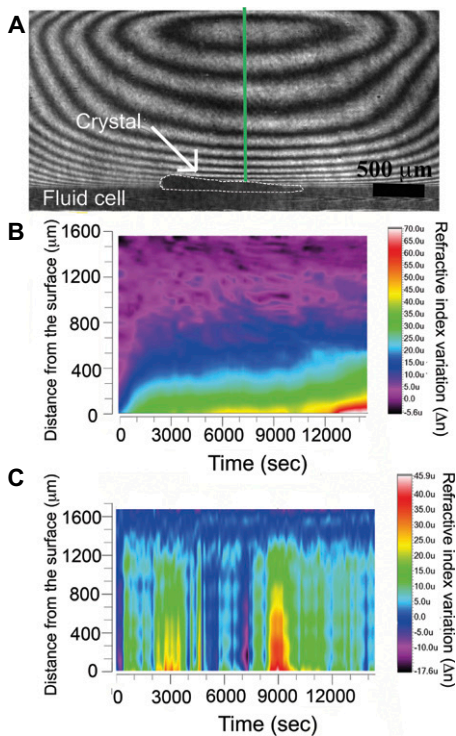 A
Crystal
500 µm
Fluid cell
B
Distance from the surface (µm)
1600
1200
800
400
0
0
3000
6000
9000
12000
Time (sec)
70.0u
65.0u
60.0u
55.0u
50.0u
45.0u
40.0u
35.0u
30.0u
25.0u
20.0u
15.0u
10.0u
5.0u
0.0u
-5.6u
Refractive index variation (Δn)
C
Distance from the surface (µm)
1600
1200
800
400
0
0
3000
6000
9000
12000
Time (sec)
45.9u
40.0u
35.0u
30.0u
25.0u
20.0u
15.0u
10.0u
5.0u
0.0u
-5.0u
-10.0u
-17.6u
Refractive index variation (Δn)